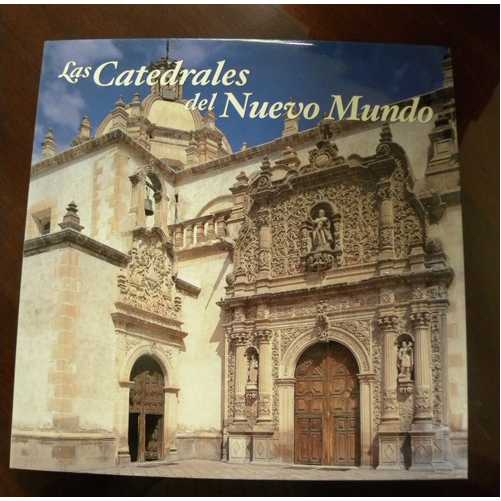 Las Catedrales
del Nuevo Mundo